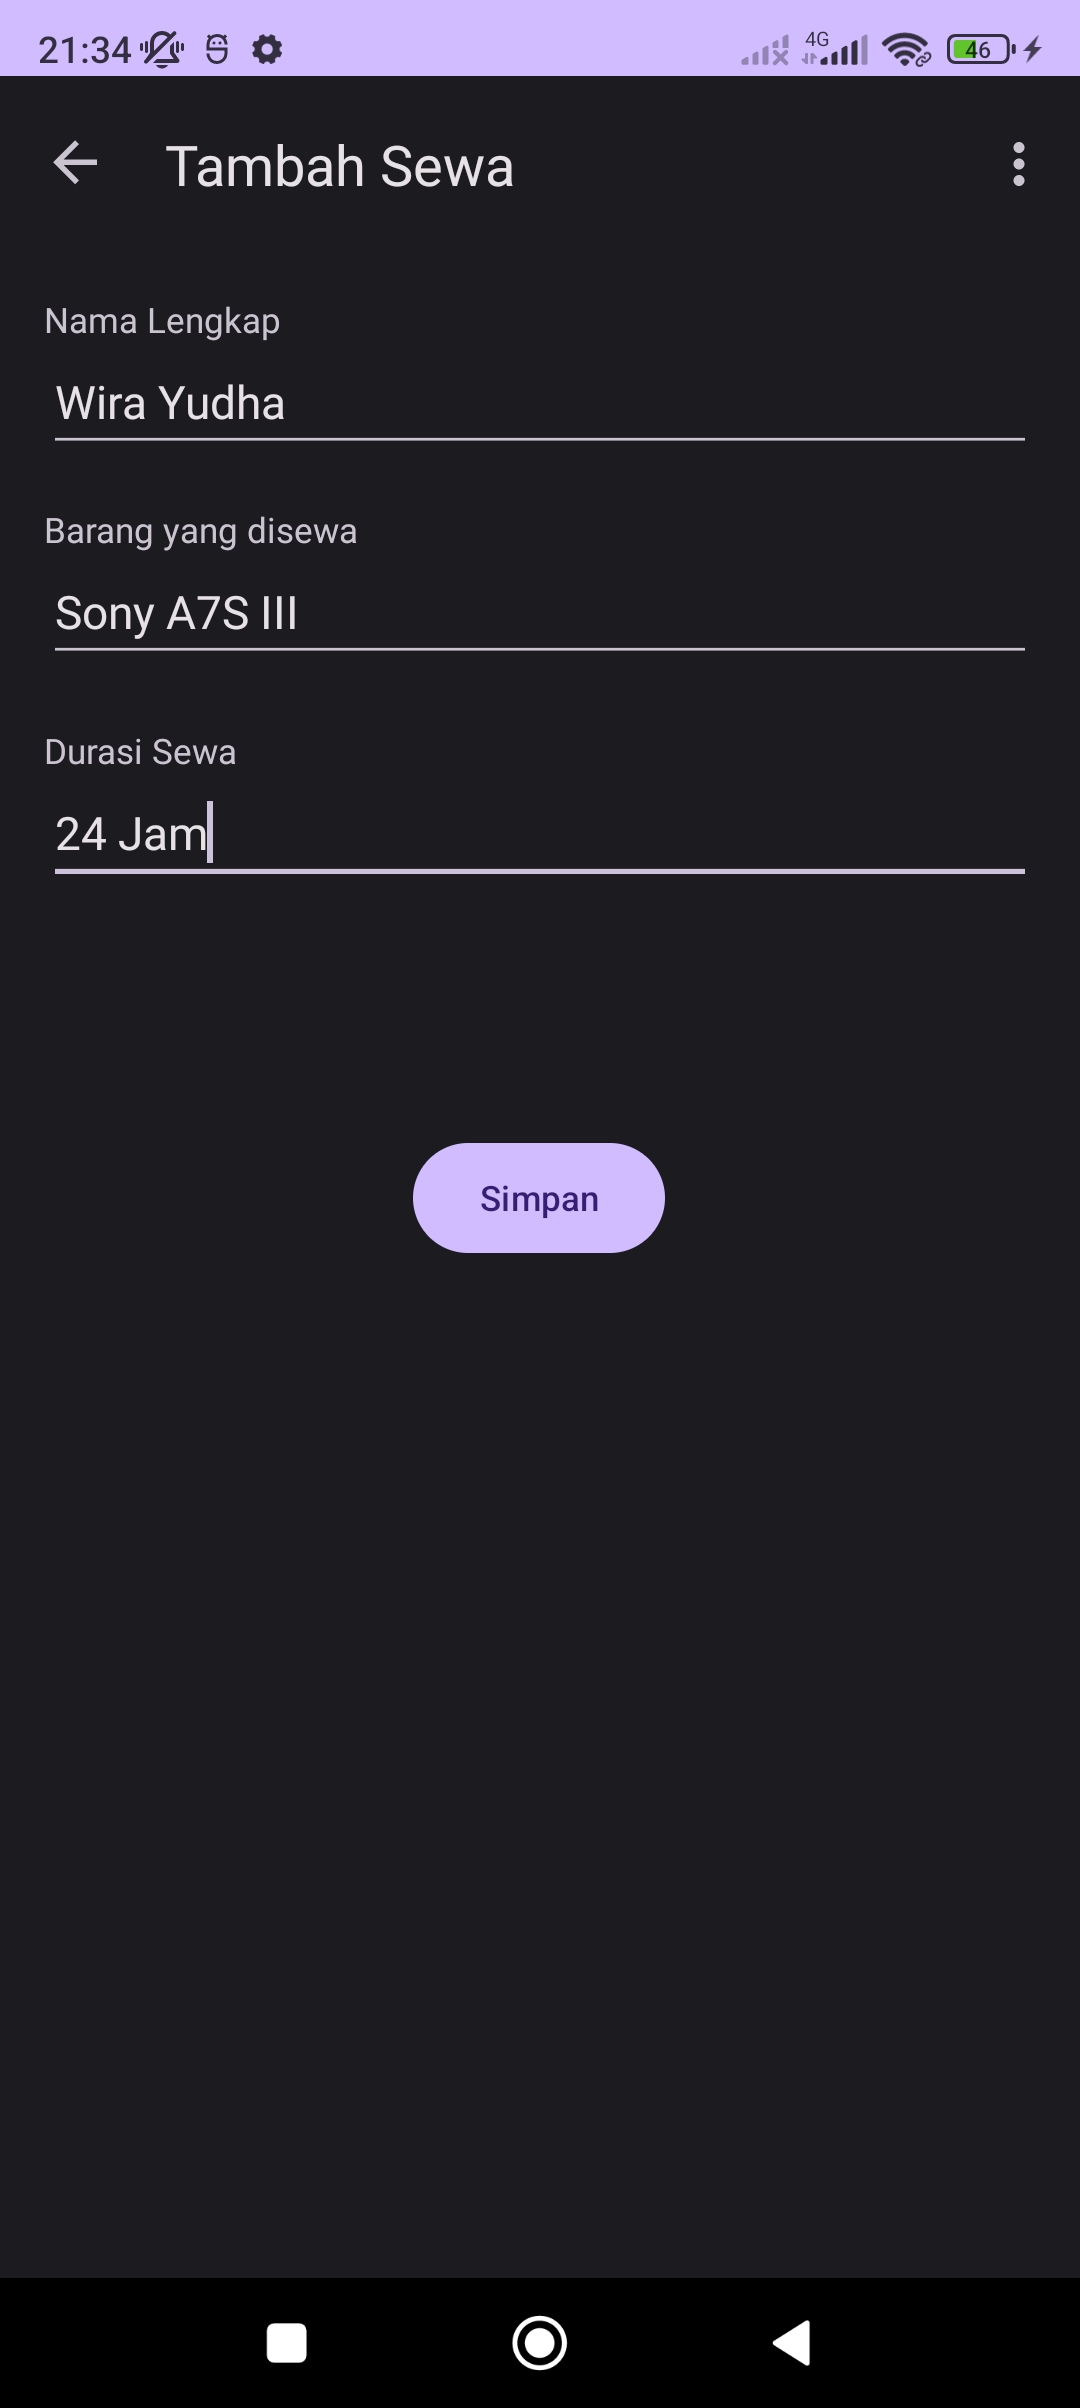 21:34 4G 46
Tambah Sewa
Nama Lengkap
Wira Yudha
Barang yang disewa
Sony A7S III
Durasi Sewa
24 Jam
Simpan